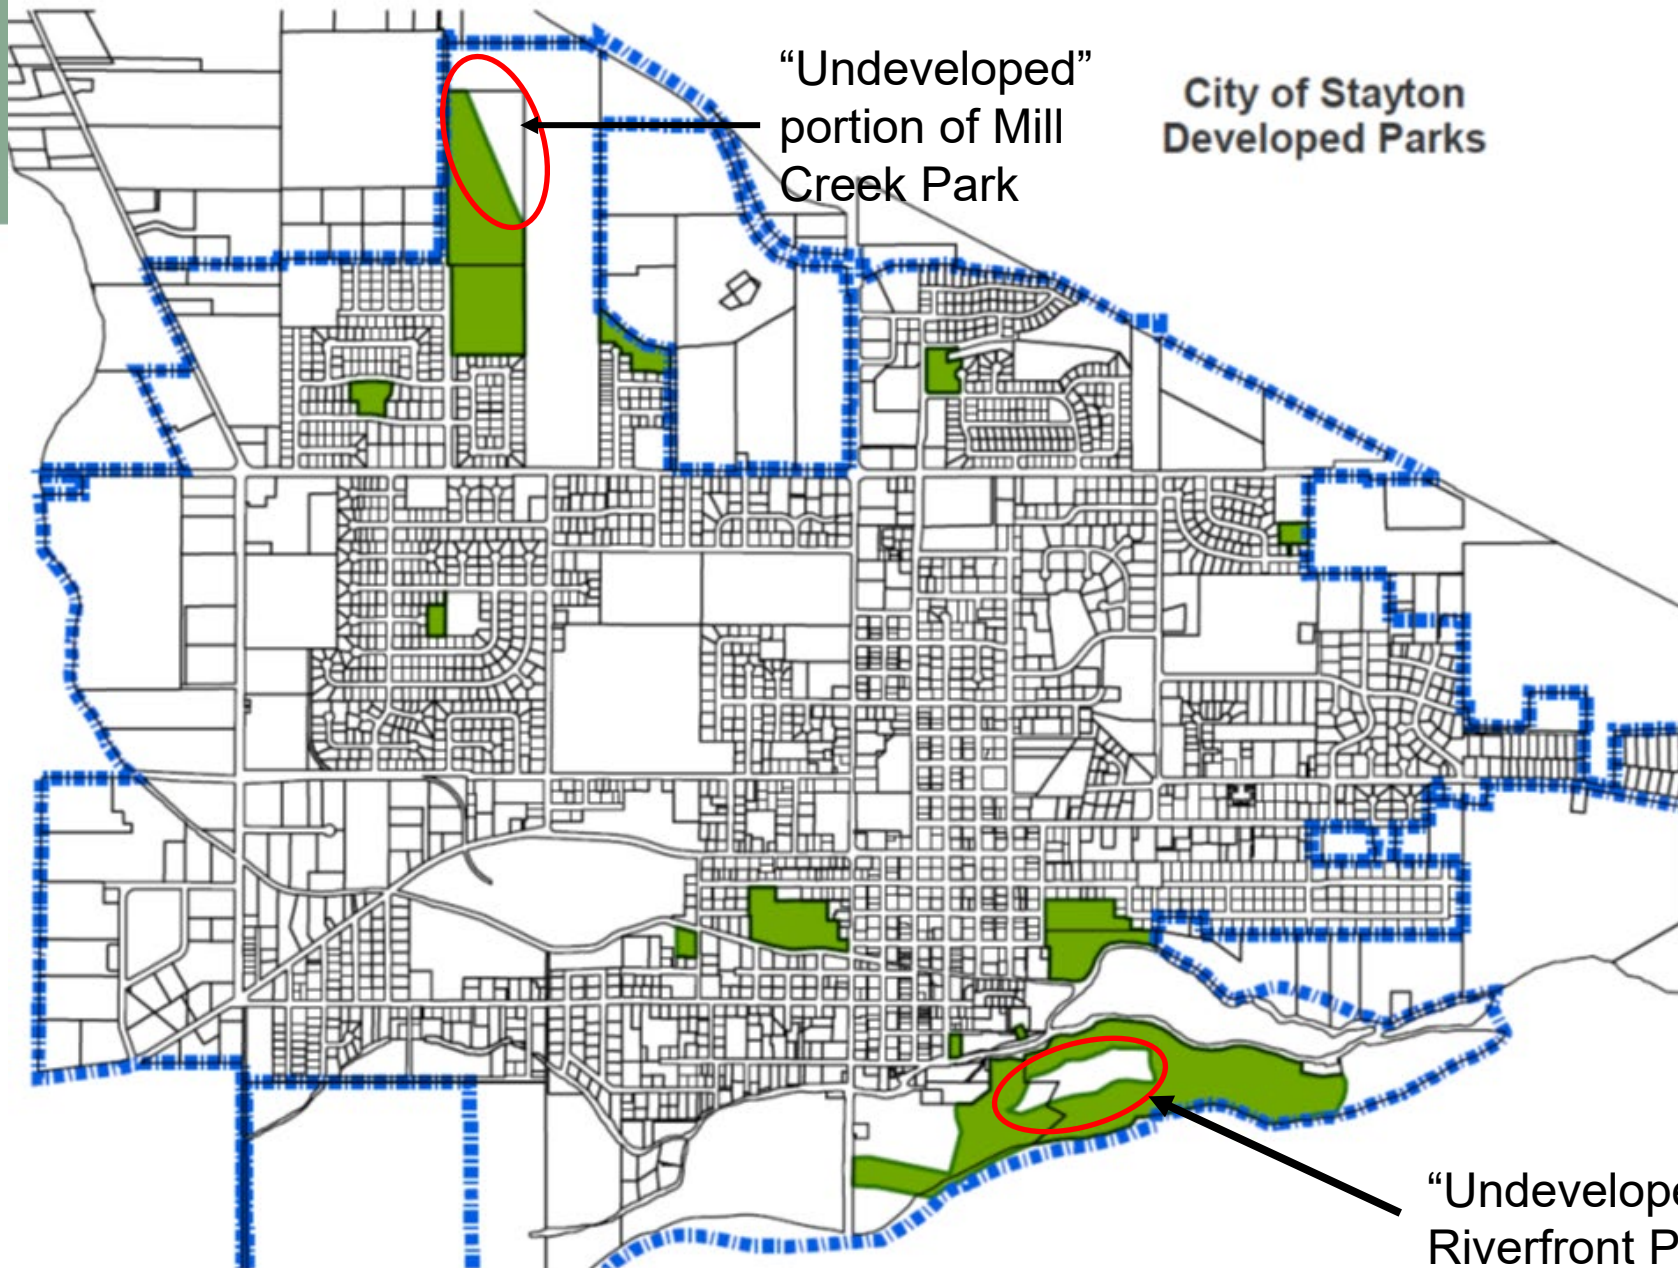 “Undeveloped”
portion of Mill
Creek Park
City of Stayton
Developed Parks
“Undevelope
Riverfront P